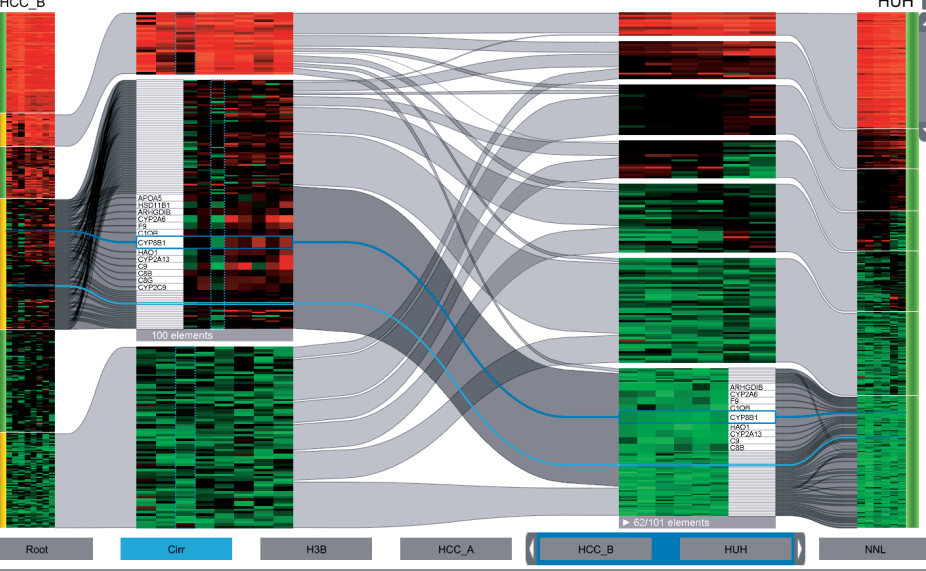 HCC_B
HUH
APOA5
HSD11B1
ARHGDIB
CYP2A6
F9
C1QB
CYP8B1
HAO1
CYP2A13
C9
C8B
C8G
CYP2C9
100 elements
ARHGDIB
CYP2A6
F9
C1QB
CYP8B1
HAO1
CYP2A13
C9
C8B
62/101 elements
Root
Cirr
H3B
HCC_A
HCC_B
HUH
NNL